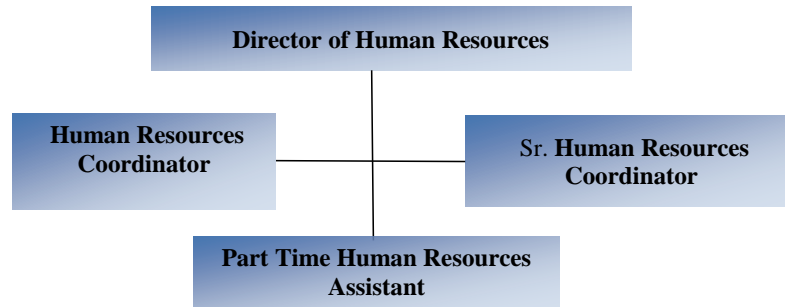 Director of Human Resources
Human Resources
Coordinator
Sr. Human Resources
Coordinator
Part Time Human Resources
Assistant